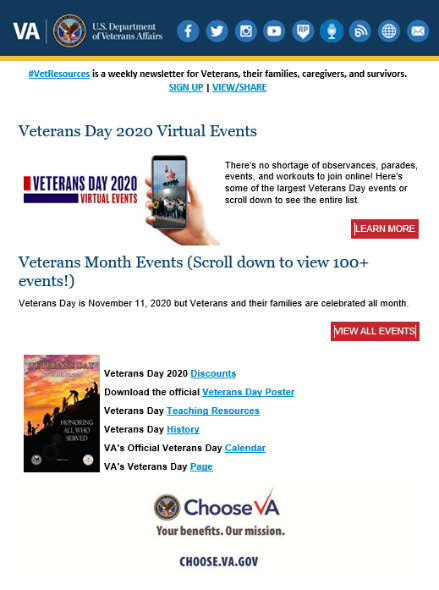 VA
U.S. Department
of Veterans Affairs
RP
#VetResources is a weekly newsletter for Veterans, their families, caregivers, and survivors.
SIGN UP | VIEW/SHARE
Veterans Day 2020 Virtual Events
VETERANS DAY 2020
VIRTUAL EVENTS
There's no shortage of observances, parades,
events, and workouts to join online! Here's
some of the largest Veterans Day events or
scroll down to see the entire list.
LEARN MORE
Veterans Month Events (Scroll down to view 100+
events!)
Veterans Day is November 11, 2020 but Veterans and their families are celebrated all month.
VIEW ALL EVENTS
VETERANS DAY
HONORING
ALL WHO
SERVED
Veterans Day 2020 Discounts
Download the official Veterans Day Poster
Veterans Day Teaching Resources
Veterans Day History
VA's Official Veterans Day Calendar
VA's Veterans Day Page
Choose VA
Your benefits. Our mission.
CHOOSE.VA.GOV